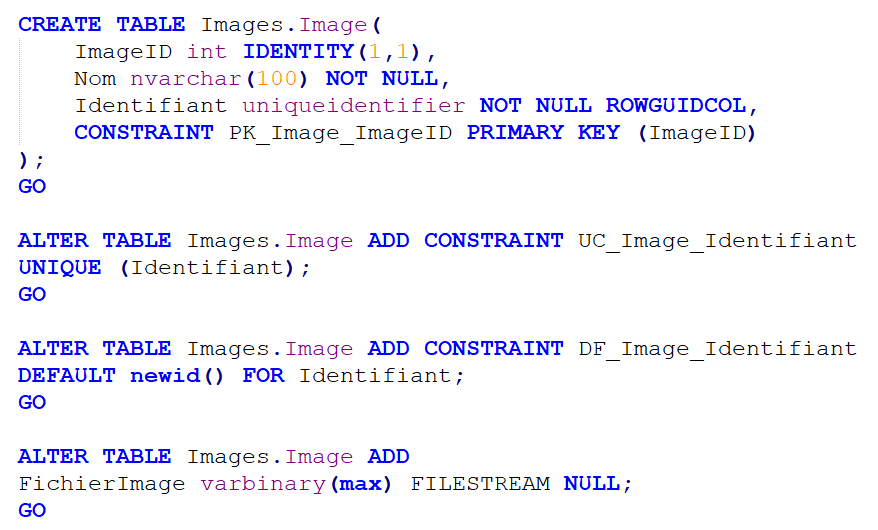 CREATE TABLE Images.Image(
    ImageID int IDENTITY(1,1),
    Nom nvarchar(100) NOT NULL,
    Identifiant uniqueidentifier NOT NULL ROWGUIDCOL,
    CONSTRAINT PK_Image_ImageID PRIMARY KEY (ImageID)
);
GO

ALTER TABLE Images.Image ADD CONSTRAINT UC_Image_Identifiant
UNIQUE (Identifiant);
GO

ALTER TABLE Images.Image ADD CONSTRAINT DF_Image_Identifiant
DEFAULT newid() FOR Identifiant;
GO

ALTER TABLE Images.Image ADD
FichierImage varbinary(max) FILESTREAM NULL;
GO